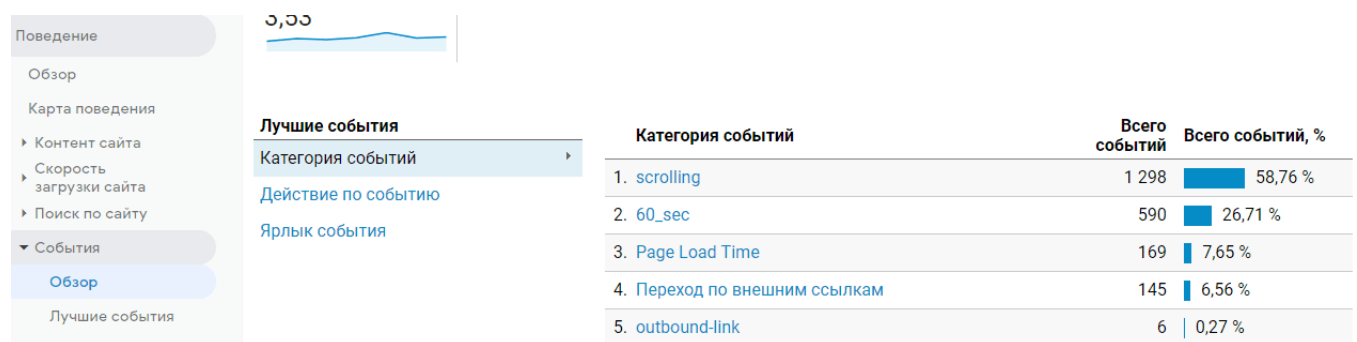 3,53
Поведение
Обзор
Карта поведения
Контент сайта
Скорость
загрузки сайта
Поиск по сайту
События
Обзор
Лучшие события
Лучшие события
Категория событий
Действие по событию
Ярлык события
Категория событий Всего событий Всего событий, %
1. scrolling 1 298 58,76 %
2. 60_sec 590 26,71 %
3. Page Load Time 169 7,65 %
4. Переход по внешним ссылкам 145 6,56 %
5. outbound-link 6 0,27 %